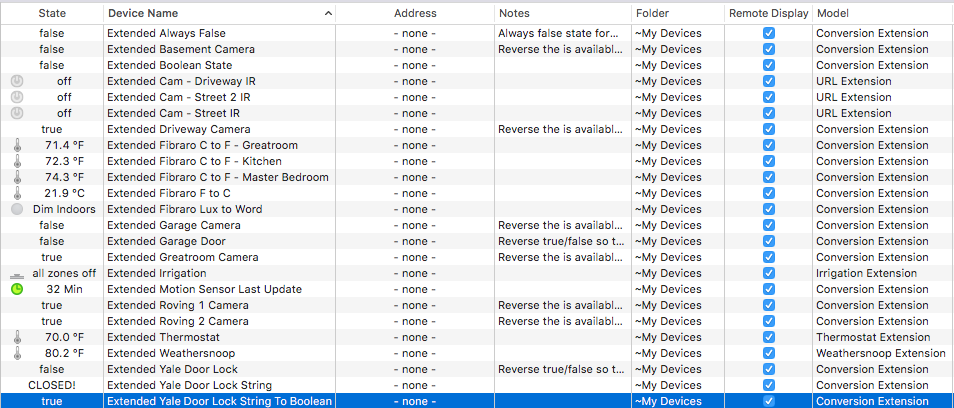 State Device Name Address Notes Folder Remote Display Model
false Extended Always False - none - Always false state for... ~My Devices Conversion Extension
false Extended Basement Camera - none - Reverse the is availabl... ~My Devices Conversion Extension
false Extended Boolean State - none - ~My Devices Conversion Extension
off Extended Cam - Driveway IR - none - ~My Devices URL Extension
off Extended Cam - Street 2 IR - none - ~My Devices URL Extension
off Extended Cam - Street IR - none - ~My Devices URL Extension
true Extended Driveway Camera - none - Reverse the is availabl... ~My Devices Conversion Extension
71.4 °F Extended Fibraro C to F - Greatroom - none - ~My Devices Conversion Extension
72.3 °F Extended Fibraro C to F - Kitchen - none - ~My Devices Conversion Extension
74.3 °F Extended Fibraro C to F - Master Bedroom - none - ~My Devices Conversion Extension
21.9 °C Extended Fibraro F to C - none - ~My Devices Conversion Extension
Dim Indoors Extended Fibraro Lux to Word - none - ~My Devices Conversion Extension
false Extended Garage Camera - none - Reverse the is availabl... ~My Devices Conversion Extension
false Extended Garage Door - none - Reverse true/false so t... ~My Devices Conversion Extension
true Extended Greatroom Camera - none - Reverse the is availabl... ~My Devices Conversion Extension
all zones off Extended Irrigation - none - ~My Devices Irrigation Extension
32 Min Extended Motion Sensor Last Update - none - ~My Devices Conversion Extension
true Extended Roving 1 Camera - none - Reverse the is availabl... ~My Devices Conversion Extension
true Extended Roving 2 Camera - none - Reverse the is availabl... ~My Devices Conversion Extension
70.0 °F Extended Thermostat - none - ~My Devices Thermostat Extension
80.2 °F Extended Weathersnoop - none - ~My Devices Weathersnoop Extension
false Extended Yale Door Lock - none - Reverse true/false so t... ~My Devices Conversion Extension
CLOSED! Extended Yale Door Lock String - none - ~My Devices Conversion Extension
true Extended Yale Door Lock String To Boolean - none - ~My Devices Conversion Extension